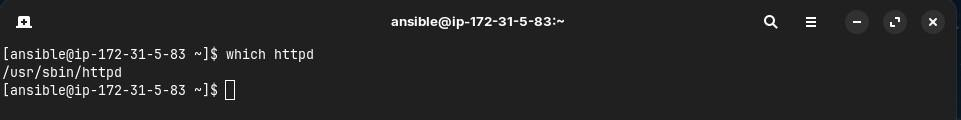 ansible@ip-172-31-5-83:~
[ansible@ip-172-31-5-83 ~]$ which httpd
/usr/sbin/httpd
[ansible@ip-172-31-5-83 ~]$